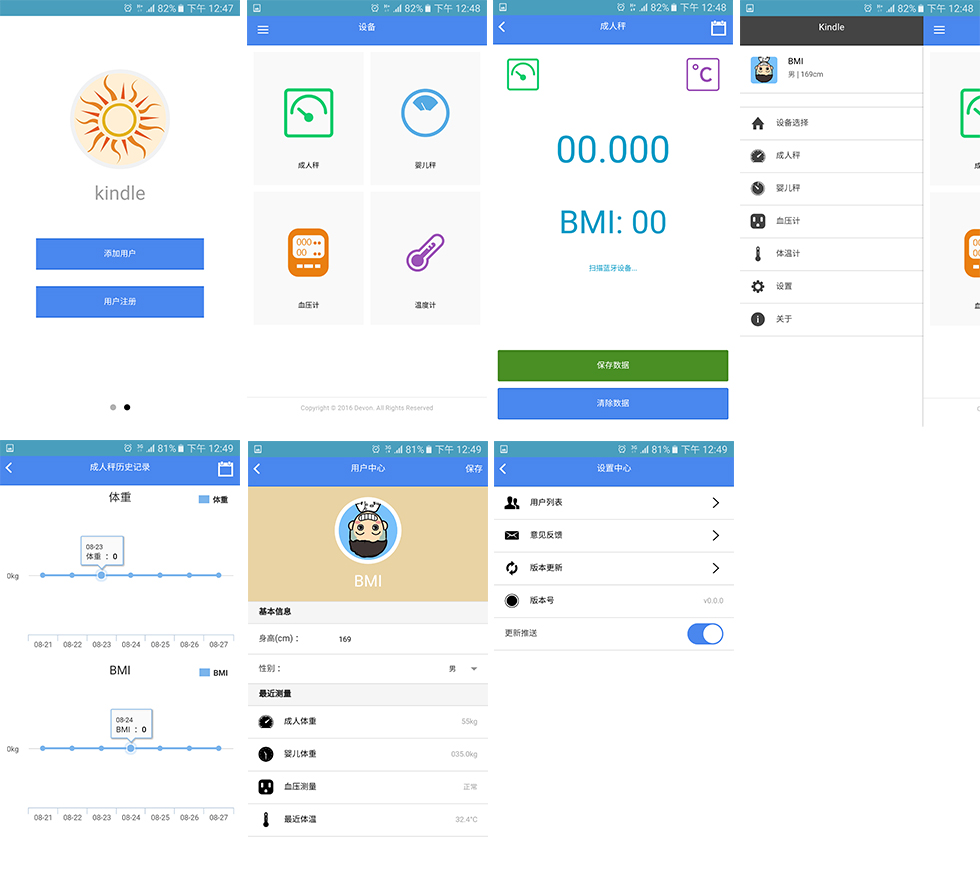 82% 下午 12:47
kindle
添加用户
用户注册
82% 下午 12:48
设备
成人秤
婴儿秤
000
00
血压计
温度计
Copyright © 2016 Devon. All Rights Reserved
82% 下午 12:48
成人秤
°C
00.000
BMI: 00
扫描蓝牙设备...
保存数据
清除数据
82% 下午 12:48
Kindle
BMI
男 | 169cm
设备选择
成人秤
婴儿秤
血压计
体温计
设置
关于
81% 下午 12:49
成人秤历史记录
体重
体重
08-23
体重 : 0
0kg
08-21 08-22 08-23 08-24 08-25 08-26 08-27
BMI
BMI
08-24
BMI : 0
0kg
08-21 08-22 08-23 08-24 08-25 08-26 08-27
81% 下午 12:49
用户中心 保存
BMI
基本信息
身高(cm)： 169
性别： 男
最近测量
成人体重 55kg
婴儿体重 035.0kg
血压测量 正常
最近体温 32.4°C
81% 下午 12:49
设置中心
用户列表
意见反馈
版本更新
版本号 v0.0.0
更新推送